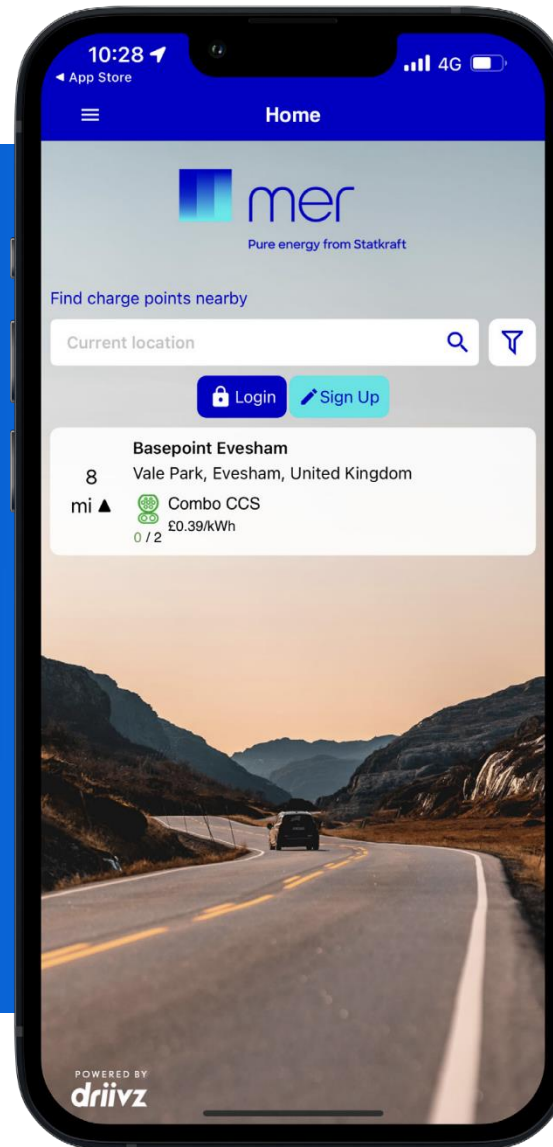 10:28
4G
◀ App Store
Home
mer
Pure energy from Statkraft
Find charge points nearby
Current location
Login
Sign Up
Basepoint Evesham
8
Vale Park, Evesham, United Kingdom
mi ▲
Combo CCS
£0.39/kWh
0 / 2
POWERED BY
driivz